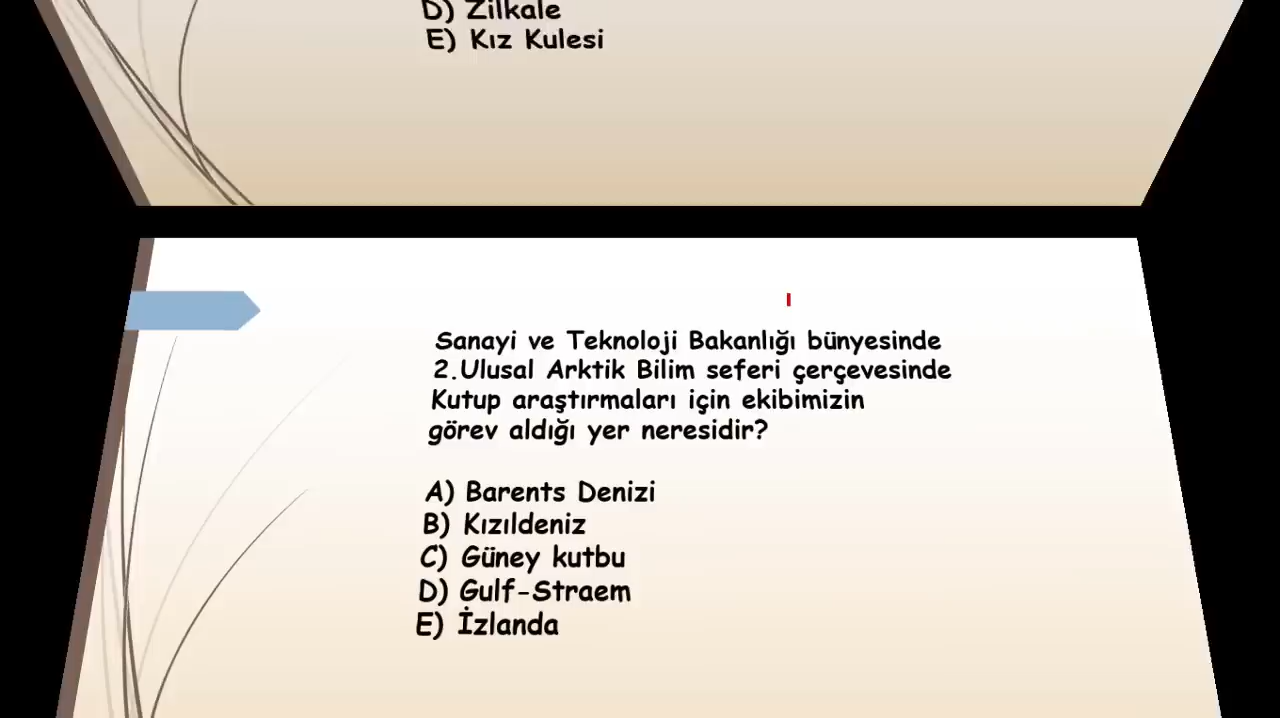 D) Zilkale
E) Kız Kulesi
Sanayi ve Teknoloji Bakanlığı bünyesinde
2.Ulusal Arktik Bilim seferi çerçevesinde
Kutup araştırmaları için ekibimizin
görev aldığı yer neresidir?
A) Barents Denizi
B) Kızıldeniz
C) Güney kutbu
D) Gulf-Straem
E) İzlanda